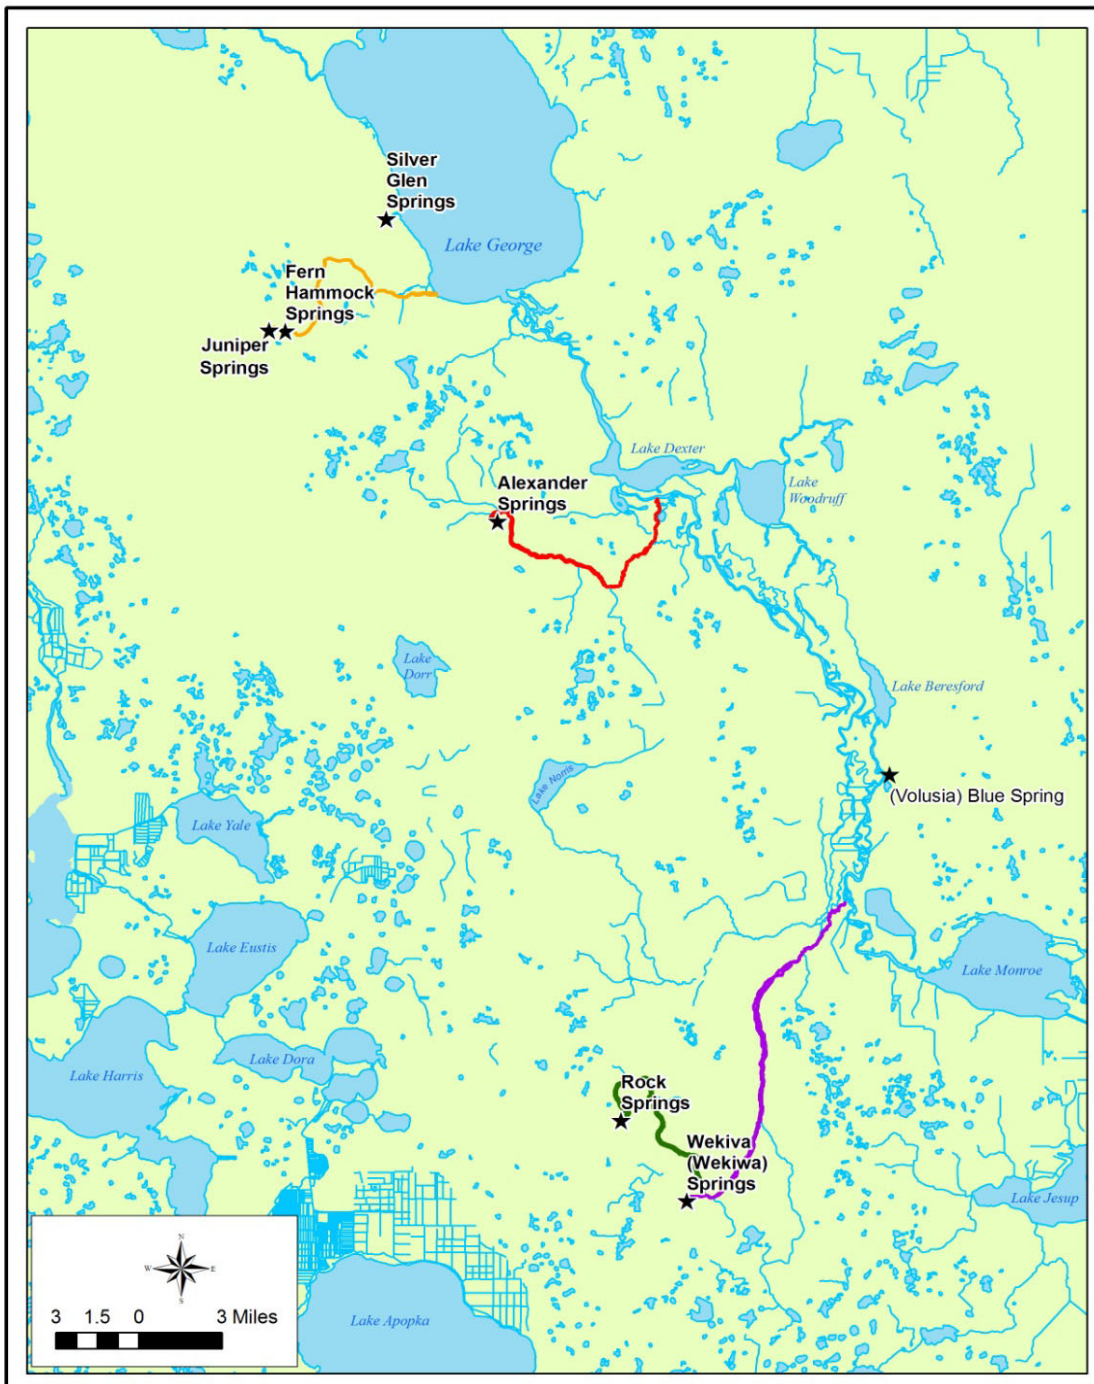 Silver
Glen
Springs
Lake George
Fern
Hammock
Springs
Juniper
Springs
Lake Dexter
Alexander
Springs
Lake
Woodruff
Lake
Dorr
Lake Beresford
Lake Norris
(Volusia) Blue Spring
Lake Yale
Lake Eustis
Lake Monroe
Lake Dora
Lake Harris
Rock
Springs
Wekiva
(Wekiwa)
Springs
Lake Jesup
N
W E
S
3 1.5 0 3 Miles
Lake Apopka